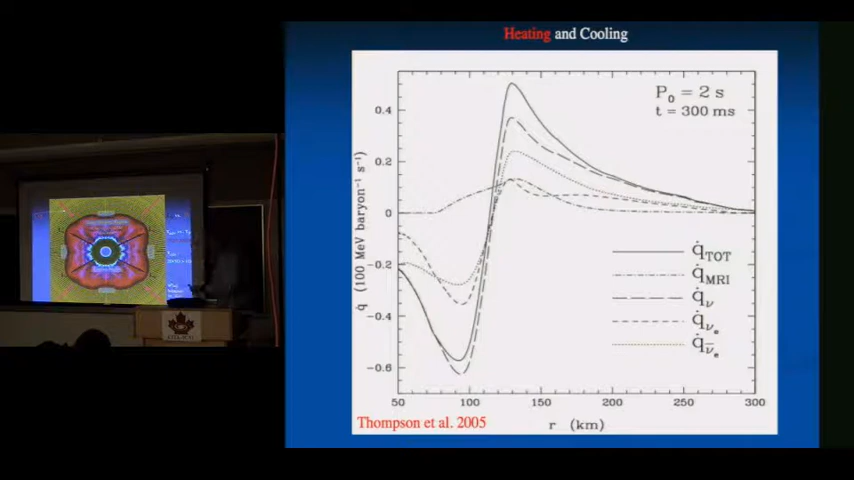 Heating and Cooling
P₀ = 2 s
t = 300 ms
0.4
0.2
0
−0.2
−0.4
−0.6
q̇ (100 MeV baryon⁻¹ s⁻¹)
q̇TOT
q̇MRI
q̇ν
q̇νₑ
q̇ν̄ₑ
50 100 150 200 250 300
r (km)
Thompson et al. 2005